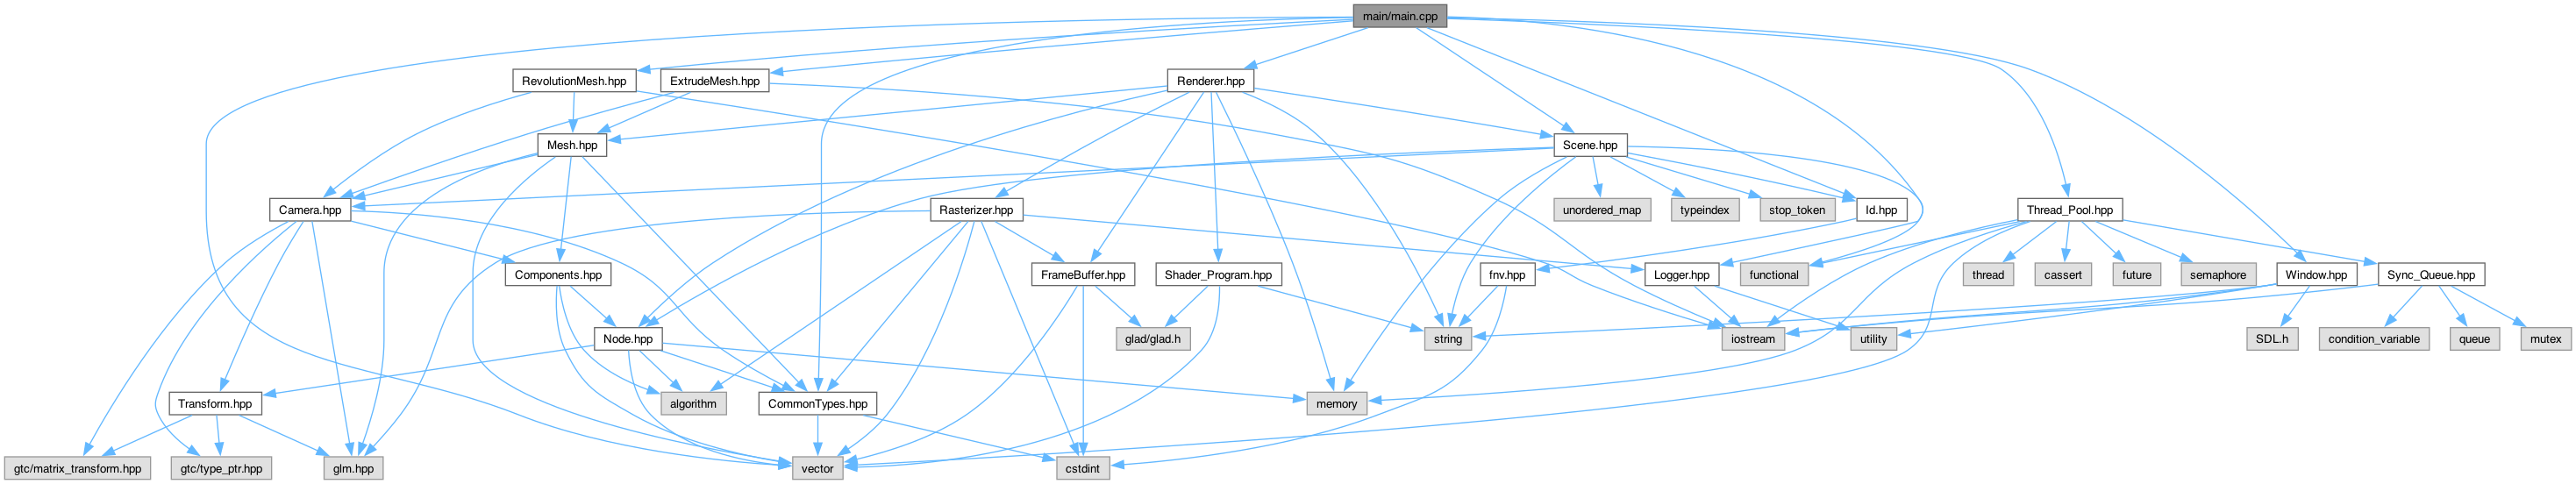 main/main.cpp
RevolutionMesh.hpp
ExtrudeMesh.hpp
Renderer.hpp
Mesh.hpp
Scene.hpp
Camera.hpp
Rasterizer.hpp
unordered_map
typeindex
stop_token
Id.hpp
Thread_Pool.hpp
Components.hpp
FrameBuffer.hpp
Shader_Program.hpp
fnv.hpp
Logger.hpp
functional
thread
cassert
future
semaphore
Window.hpp
Sync_Queue.hpp
Node.hpp
glad/glad.h
string
iostream
utility
SDL.h
condition_variable
queue
mutex
Transform.hpp
algorithm
CommonTypes.hpp
memory
gtc/matrix_transform.hpp
gtc/type_ptr.hpp
glm.hpp
vector
cstdint